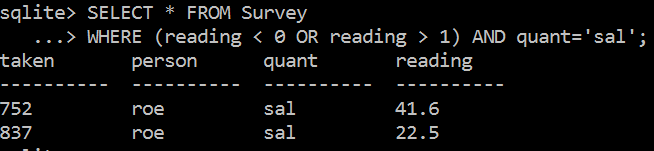 sqlite> SELECT * FROM Survey
   ...> WHERE (reading < 0 OR reading > 1) AND quant='sal';
taken       person      quant       reading
----------  ----------  ----------  ----------
752         roe         sal         41.6
837         roe         sal         22.5